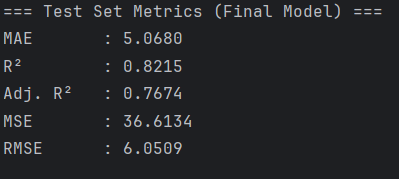 === Test Set Metrics (Final Model) ===
MAE      : 5.0680
R²       : 0.8215
Adj. R²  : 0.7674
MSE      : 36.6134
RMSE     : 6.0509